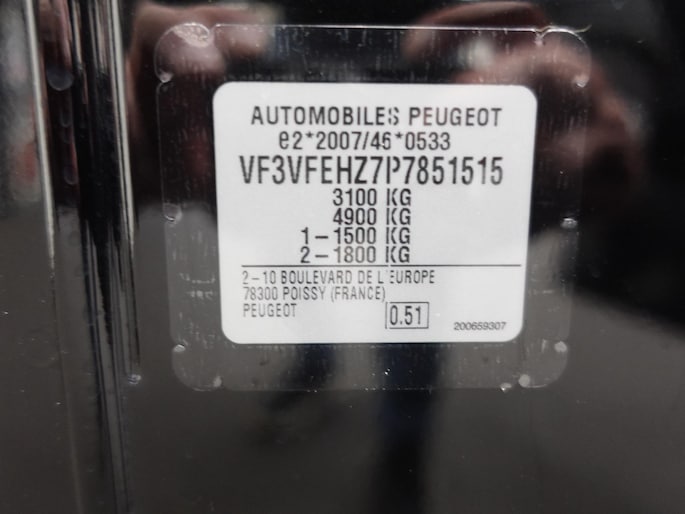 AUTOMOBILES PEUGEOT
e2*2007/46*0533
VF3VFEHZ7P7851515
3100 KG
4900 KG
1-1500 KG
2-1800 KG
2-10 BOULEVARD DE L'EUROPE
78300 POISSY (FRANCE)
PEUGEOT
0.51
200659307